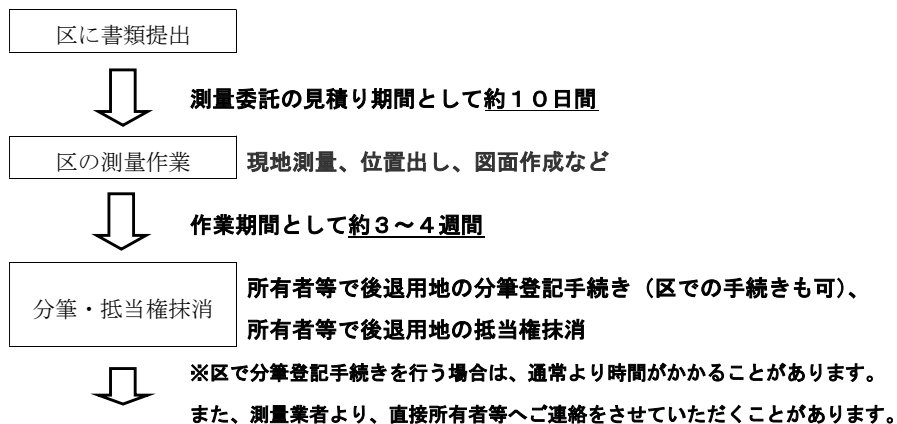 区に書類提出
測量委託の見積り期間として約１０日間
区の測量作業
現地測量、位置出し、図面作成など
作業期間として約３～４週間
分筆・抵当権抹消
所有者等で後退用地の分筆登記手続き（区での手続きも可）、
所有者等で後退用地の抵当権抹消
※区で分筆登記手続きを行う場合は、通常より時間がかかることがあります。
また、測量業者より、直接所有者等へご連絡をさせていただくことがあります。